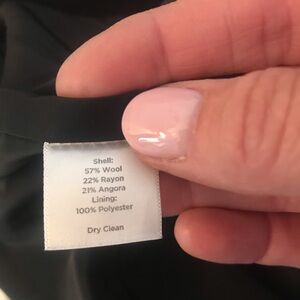 Shell:
57% Wool
22% Rayon
21% Angora
Lining:
100% Polyester
Dry Clean